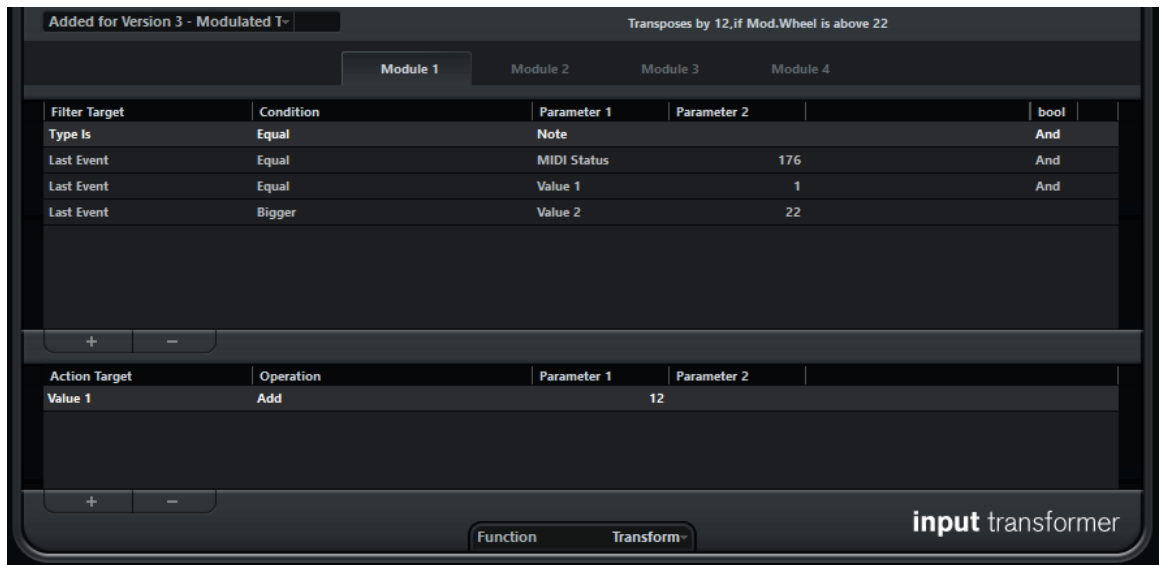 Added for Version 3 - Modulated T
Transposes by 12,if Mod.Wheel is above 22
Module 1 Module 2 Module 3 Module 4
Filter Target Condition Parameter 1 Parameter 2 bool
Type Is Equal Note And
Last Event Equal MIDI Status 176 And
Last Event Equal Value 1 1 And
Last Event Bigger Value 2 22
+ −
Action Target Operation Parameter 1 Parameter 2
Value 1 Add 12
+ −
input transformer
Function Transform